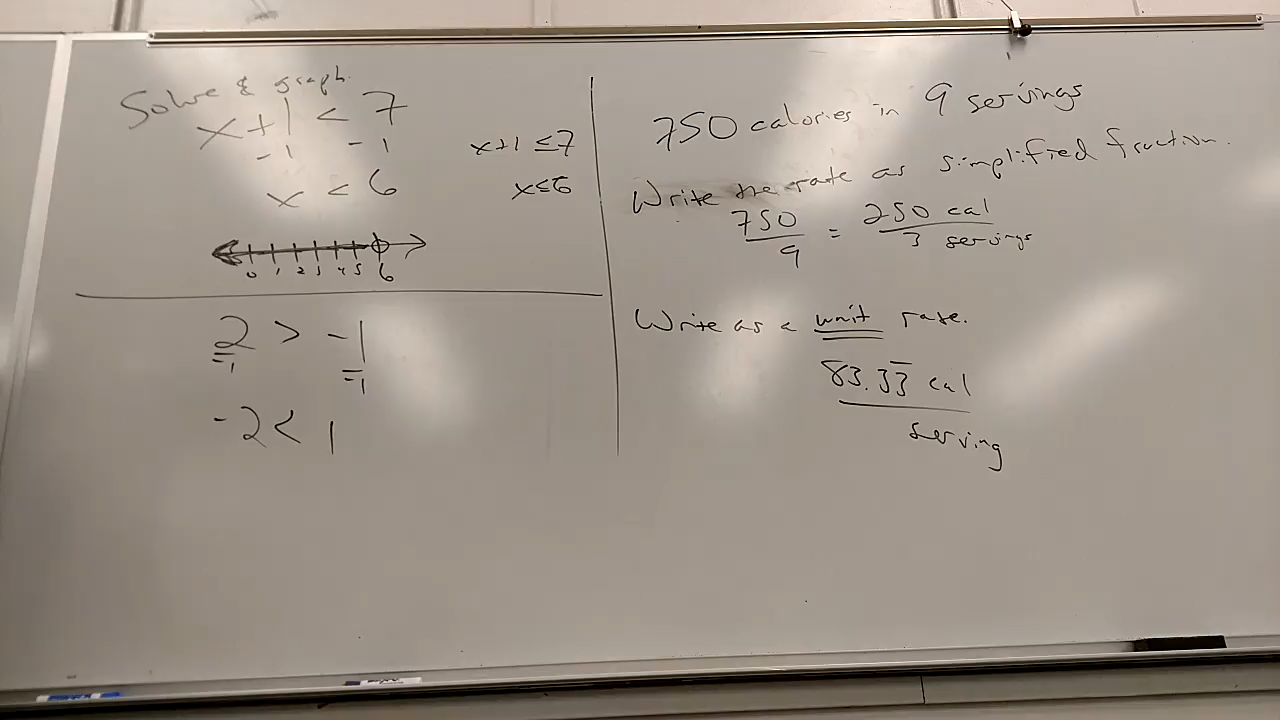 Solve & graph.
x+1 < 7
-1 -1
x < 6
x+1 ≤7
x≤6
0 1 2 3 4 5 6
2 > -1
-1 -1
-2 < 1
750 calories in 9 servings
Write the rate as simplified fraction.
750/9 = 250 cal/3 servings
Write as a unit rate.
83.33̅ cal
serving